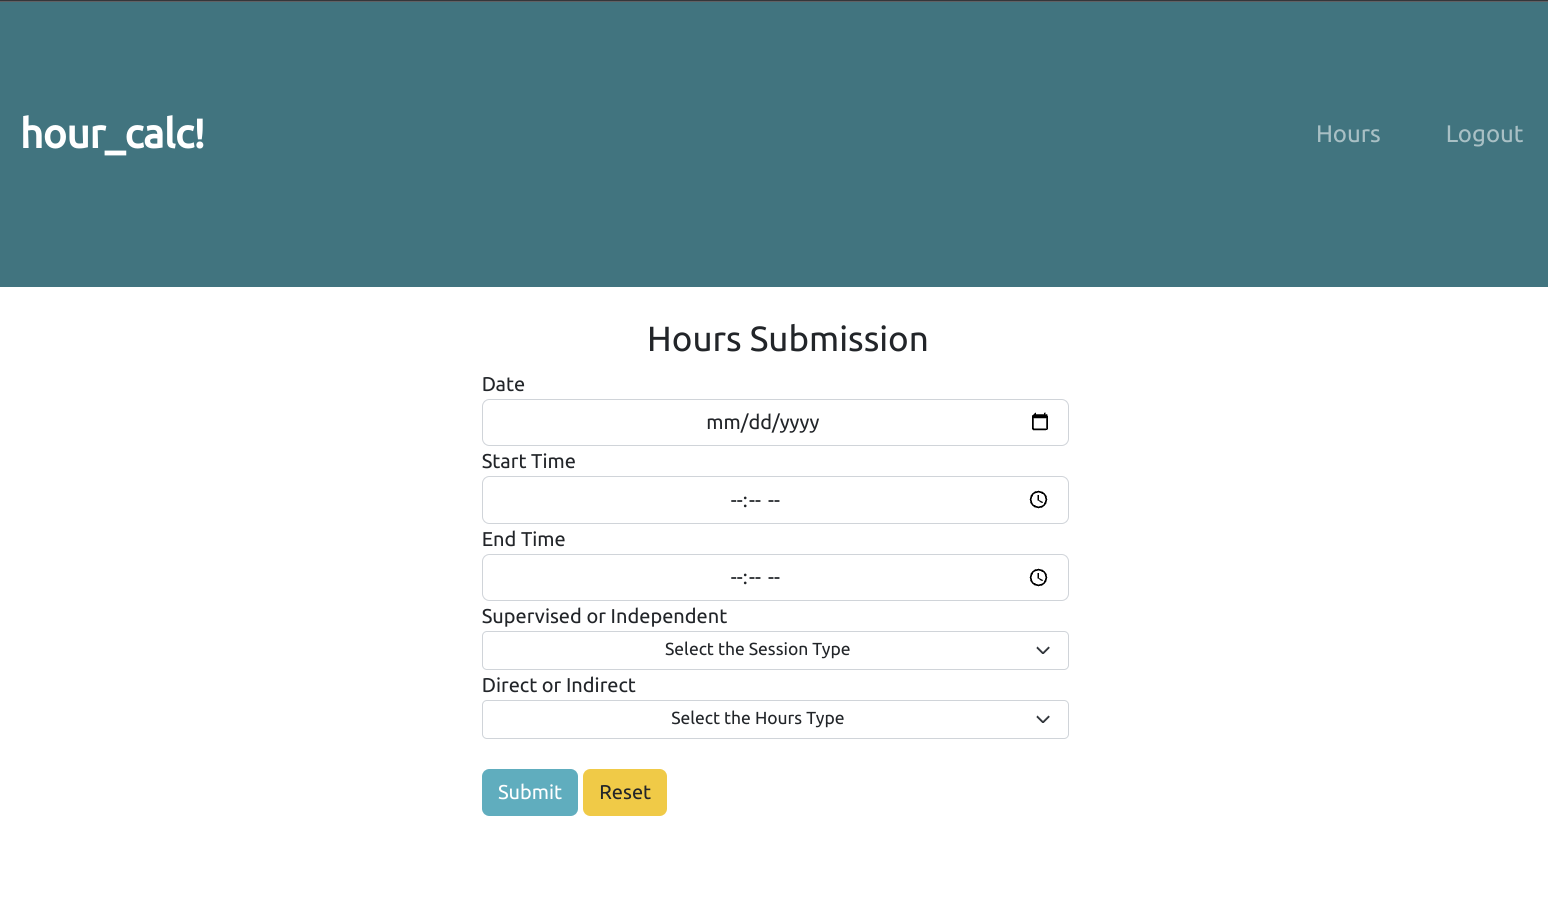 hour_calc!
Hours
Logout
Hours Submission
Date
mm/dd/yyyy
Start Time
--:-- --
End Time
--:-- --
Supervised or Independent
Select the Session Type
Direct or Indirect
Select the Hours Type
Submit
Reset